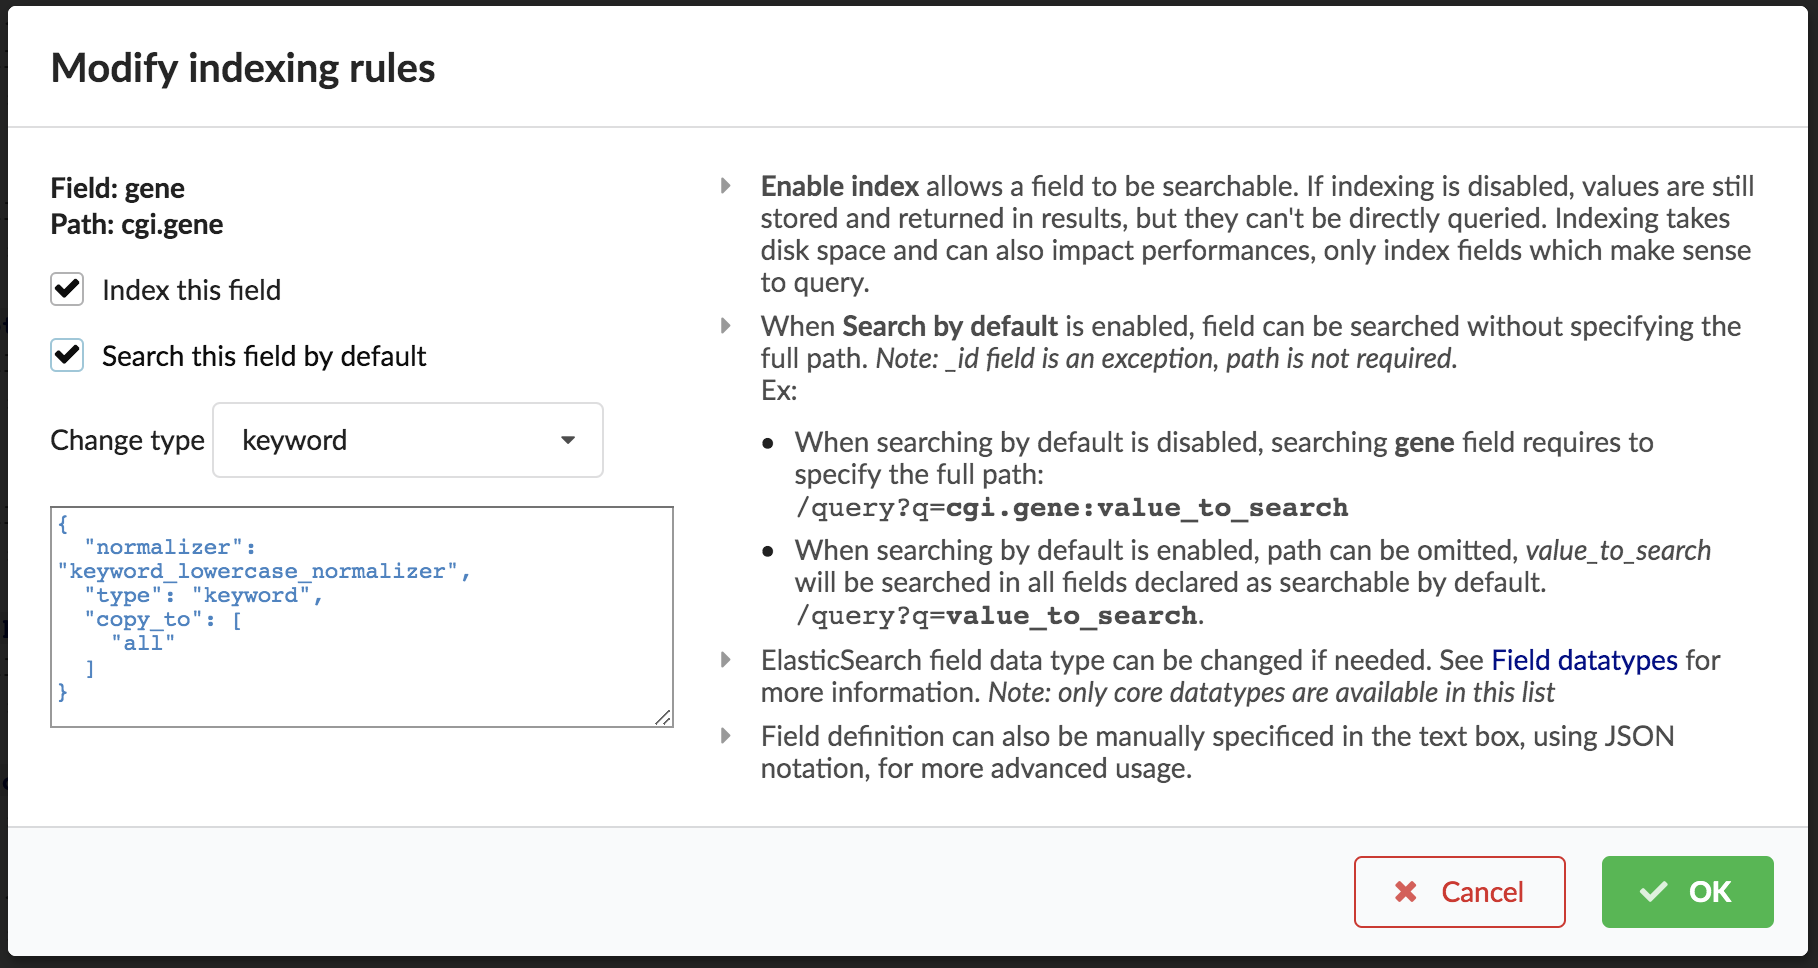 Modify indexing rules
Field: gene
Path: cgi.gene
Index this field
Search this field by default
Change type keyword
{
"normalizer":
"keyword_lowercase_normalizer",
"type": "keyword",
"copy_to": [
"all"
]
}
Enable index allows a field to be searchable. If indexing is disabled, values are still
stored and returned in results, but they can't be directly queried. Indexing takes
disk space and can also impact performances, only index fields which make sense
to query.
When Search by default is enabled, field can be searched without specifying the
full path. Note: _id field is an exception, path is not required.
Ex:
When searching by default is disabled, searching gene field requires to
specify the full path:
/query?q=cgi.gene:value_to_search
When searching by default is enabled, path can be omitted, value_to_search
will be searched in all fields declared as searchable by default.
/query?q=value_to_search.
ElasticSearch field data type can be changed if needed. See Field datatypes for
more information. Note: only core datatypes are available in this list
Field definition can also be manually specificed in the text box, using JSON
notation, for more advanced usage.
Cancel
OK